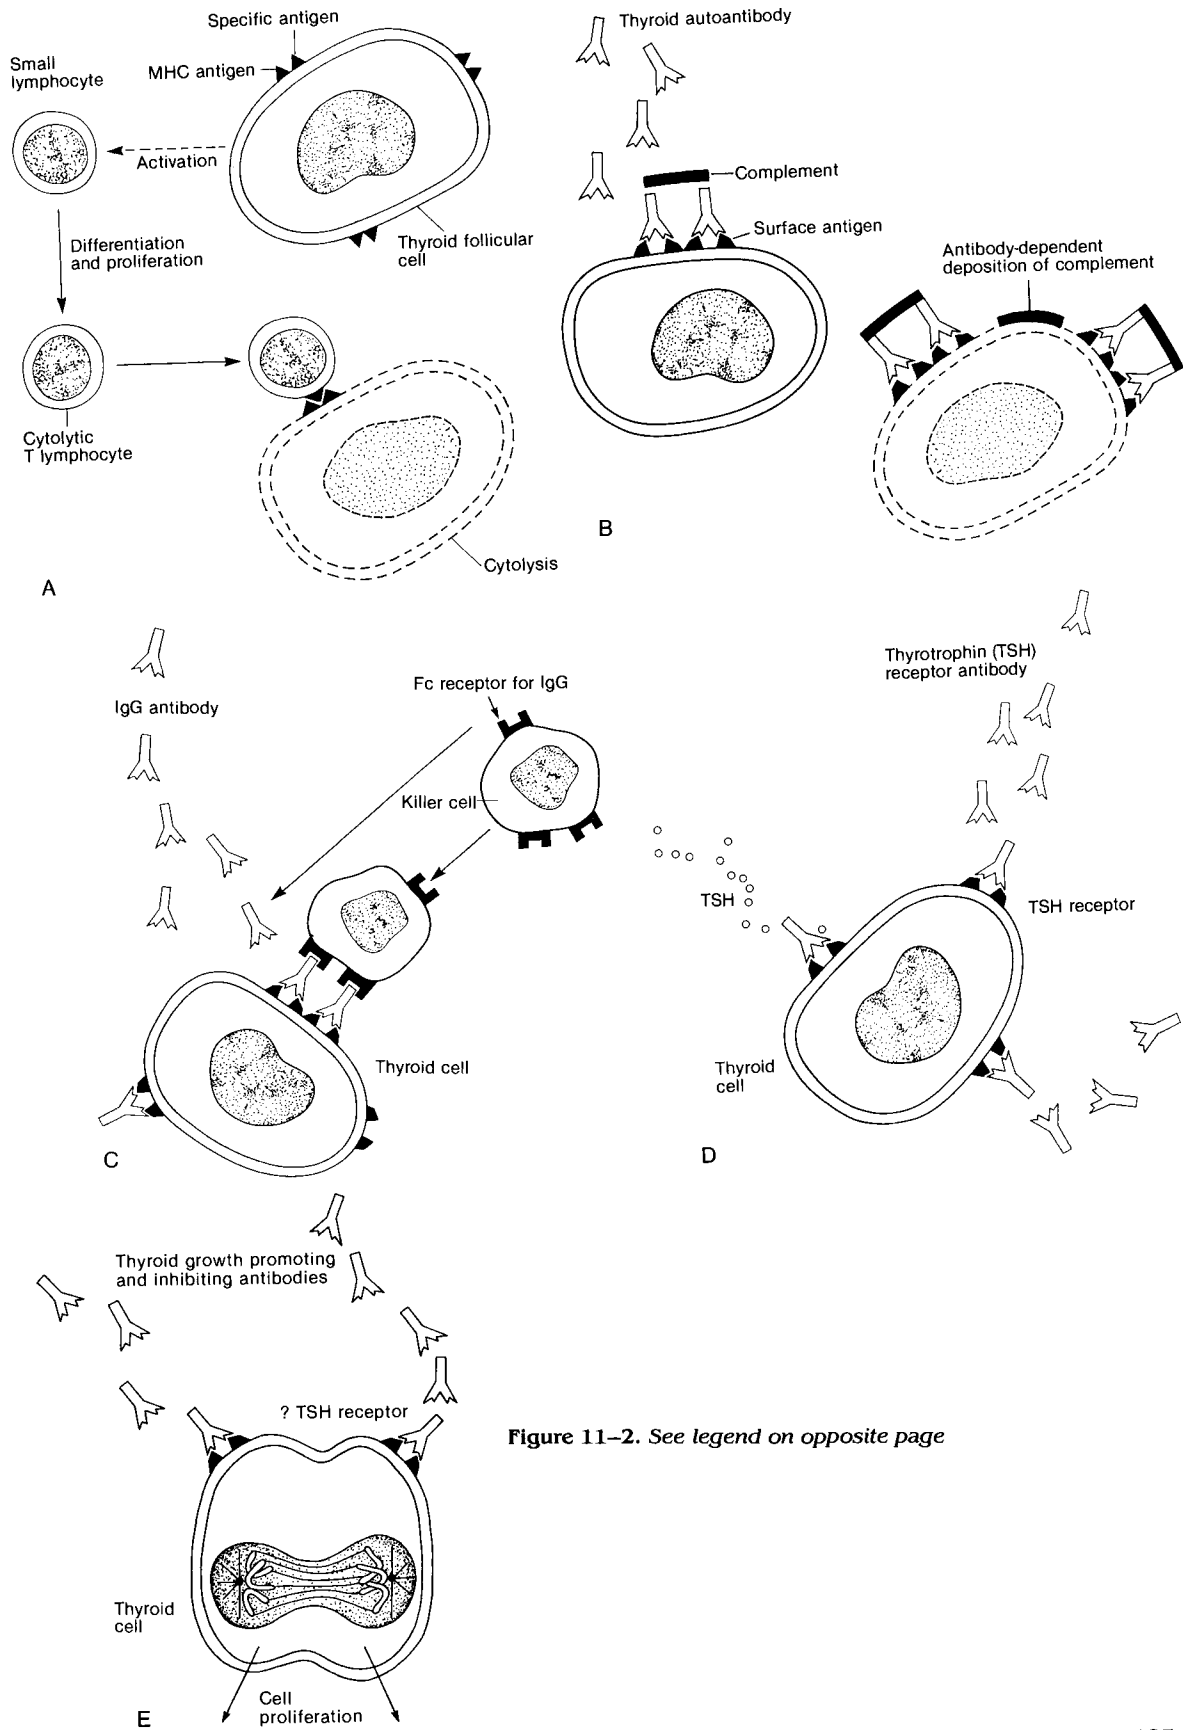 Specific antigen
MHC antigen
Small
lymphocyte
Activation
Differentiation
and proliferation
Thyroid follicular
cell
Cytolytic
T lymphocyte
Cytolysis
A
Thyroid autoantibody
Complement
Surface antigen
Antibody-dependent
deposition of complement
B
IgG antibody
Fc receptor for IgG
Killer cell
Thyroid cell
C
Thyrotrophin (TSH)
receptor antibody
TSH
TSH receptor
Thyroid
cell
D
Thyroid growth promoting
and inhibiting antibodies
? TSH receptor
Thyroid
cell
Cell
proliferation
E
Figure 11–2. See legend on opposite page